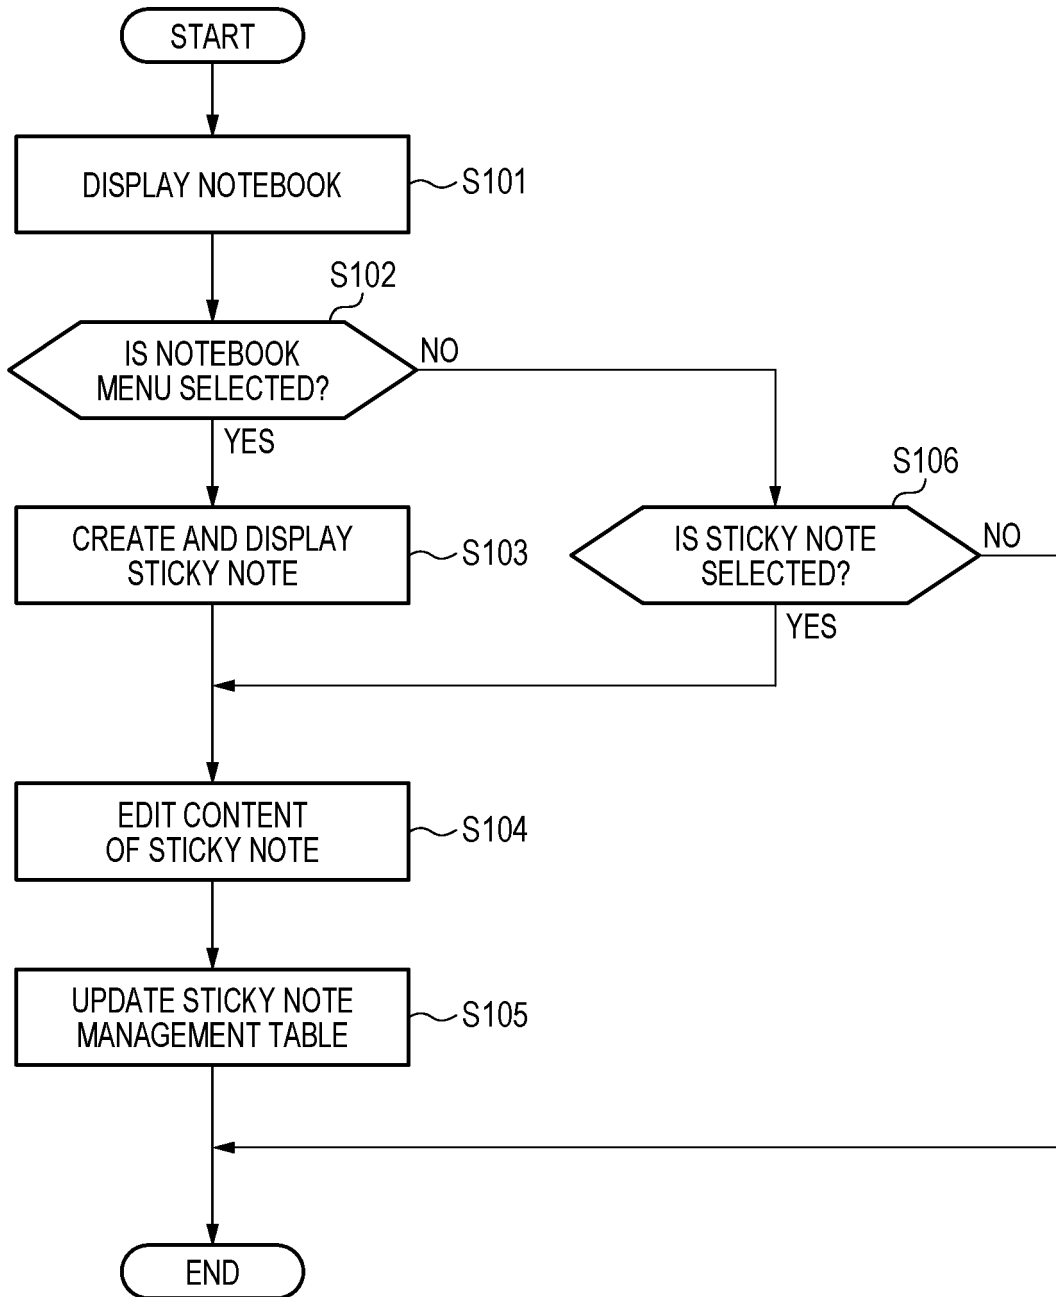 START
DISPLAY NOTEBOOK
S101
S102
IS NOTEBOOK
MENU SELECTED?
NO
YES
S106
CREATE AND DISPLAY
STICKY NOTE
S103
IS STICKY NOTE
SELECTED?
NO
YES
EDIT CONTENT
OF STICKY NOTE
S104
UPDATE STICKY NOTE
MANAGEMENT TABLE
S105
END